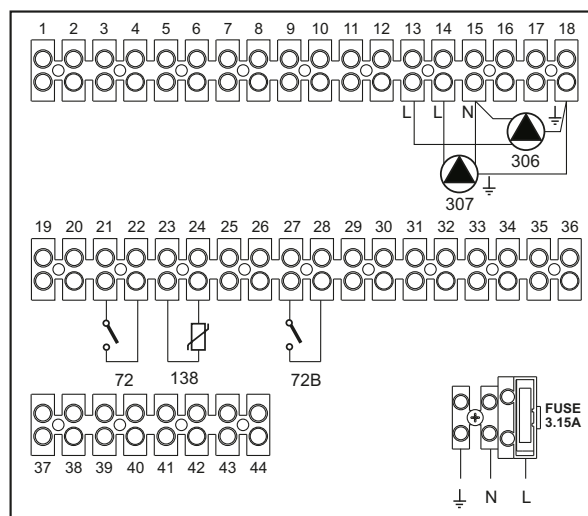 1 2 3 4 5 6 7 8 9 10 11 12 13 14 15 16 17 18
L L N ⏚
306
307 ⏚
19 20 21 22 23 24 25 26 27 28 29 30 31 32 33 34 35 36
72 138 72B
FUSE
3.15A
37 38 39 40 41 42 43 44
⏚ N L